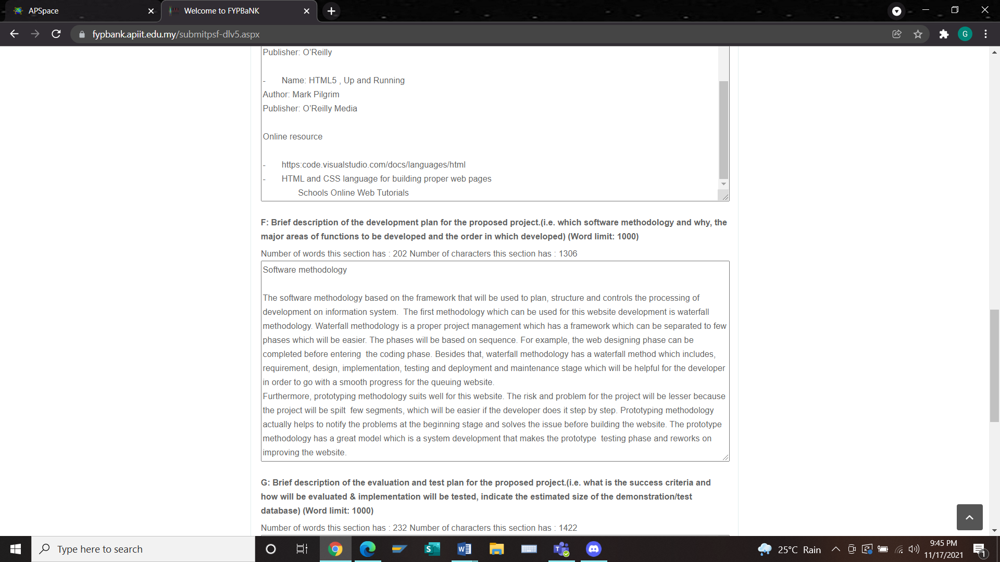 APSpace
Welcome to FYPBaNK
fypbank.apiit.edu.my/submitpsf-dlv5.aspx
G
Publisher: O'Reilly
- Name: HTML5 , Up and Running
Author: Mark Pilgrim
Publisher: O'Reilly Media
Online resource
- https:code.visualstudio.com/docs/languages/html
- HTML and CSS language for building proper web pages
Schools Online Web Tutorials
F: Brief description of the development plan for the proposed project.(i.e. which software methodology and why, the
major areas of functions to be developed and the order in which developed) (Word limit: 1000)
Number of words this section has : 202 Number of characters this section has : 1306
Software methodology
The software methodology based on the framework that will be used to plan, structure and controls the processing of
development on information system.  The first methodology which can be used for this website development is waterfall
methodology. Waterfall methodology is a proper project management which has a framework which can be separated to few
phases which will be easier. The phases will be based on sequence. For example, the web designing phase can be
completed before entering  the coding phase. Besides that, waterfall methodology has a waterfall method which includes,
requirement, design, implementation, testing and deployment and maintenance stage which will be helpful for the developer
in order to go with a smooth progress for the queuing website.
Furthermore, prototyping methodology suits well for this website. The risk and problem for the project will be lesser because
the project will be spilt  few segments, which will be easier if the developer does it step by step. Prototyping methodology
actually helps to notify the problems at the beginning stage and solves the issue before building the website. The prototype
methodology has a great model which is a system development that makes the prototype  testing phase and reworks on
improving the website.
G: Brief description of the evaluation and test plan for the proposed project.(i.e. what is the success criteria and
how will be evaluated & implementation will be tested, indicate the estimated size of the demonstration/test
database) (Word limit: 1000)
Number of words this section has : 232 Number of characters this section has : 1422
Type here to search
25°C Rain
9:45 PM
11/17/2021
1